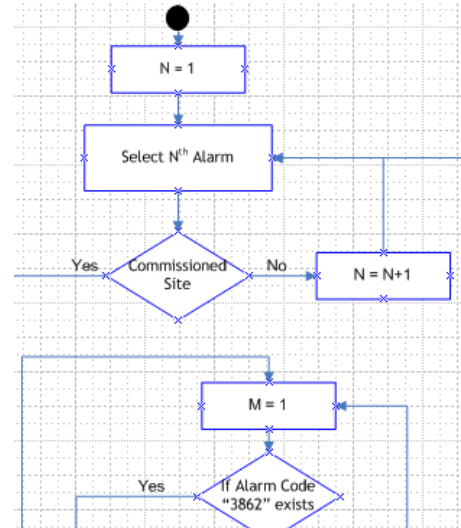 N = 1
Select Nth Alarm
Yes
Commissioned
Site
No
N = N+1
M = 1
Yes
If Alarm Code
“3862” exists